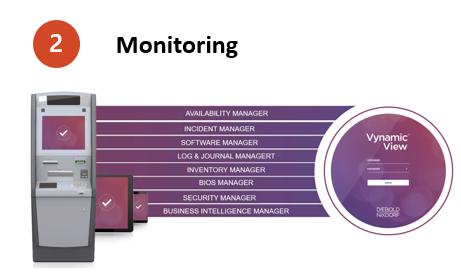 2
Monitoring
AVAILABILITY MANAGER
INCIDENT MANAGER
SOFTWARE MANAGER
LOG & JOURNAL MANAGERT
INVENTORY MANAGER
BIOS MANAGER
SECURITY MANAGER
BUSINESS INTELLIGENCE MANAGER
Vynamic™
View
DIEBOLD
NIXDORF